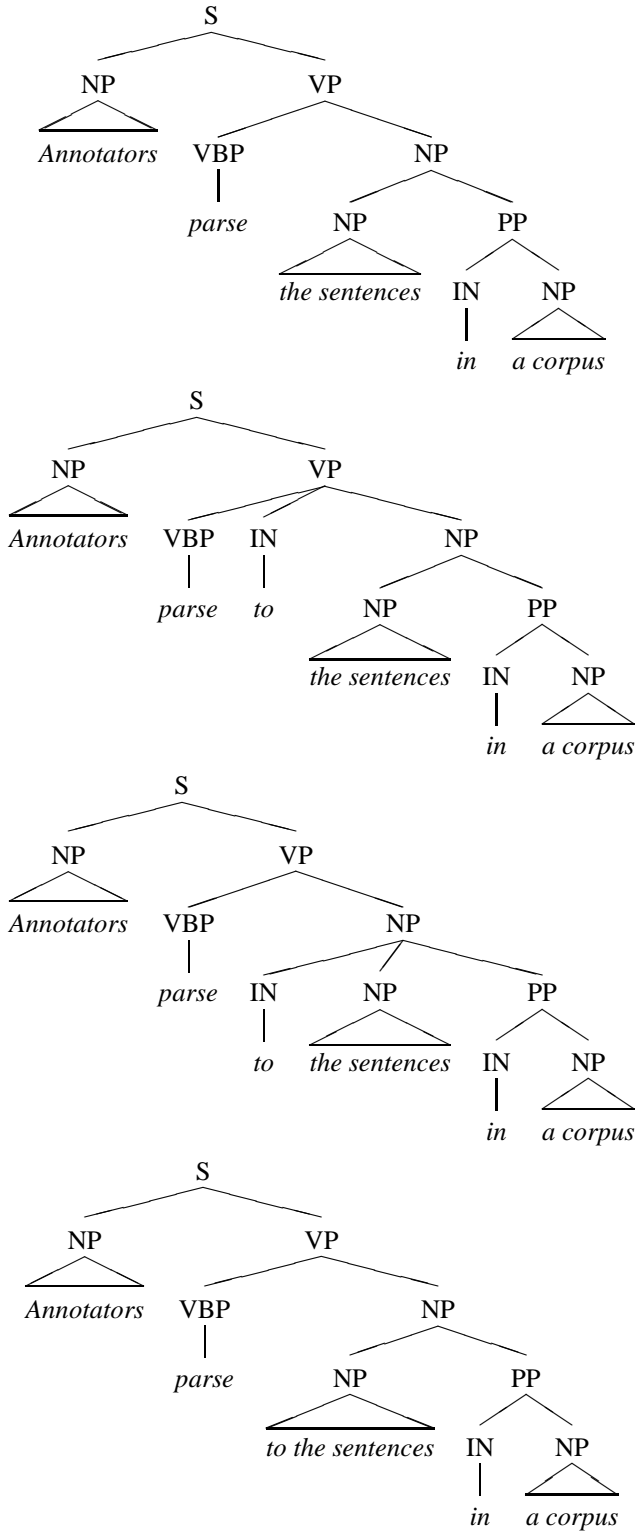 S
NP VP
Annotators VBP NP
parse NP PP
the sentences IN NP
in a corpus
S
NP VP
Annotators VBP IN NP
parse to NP PP
the sentences IN NP
in a corpus
S
NP VP
Annotators VBP NP
parse IN NP PP
to the sentences IN NP
in a corpus
S
NP VP
Annotators VBP NP
parse NP PP
to the sentences IN NP
in a corpus